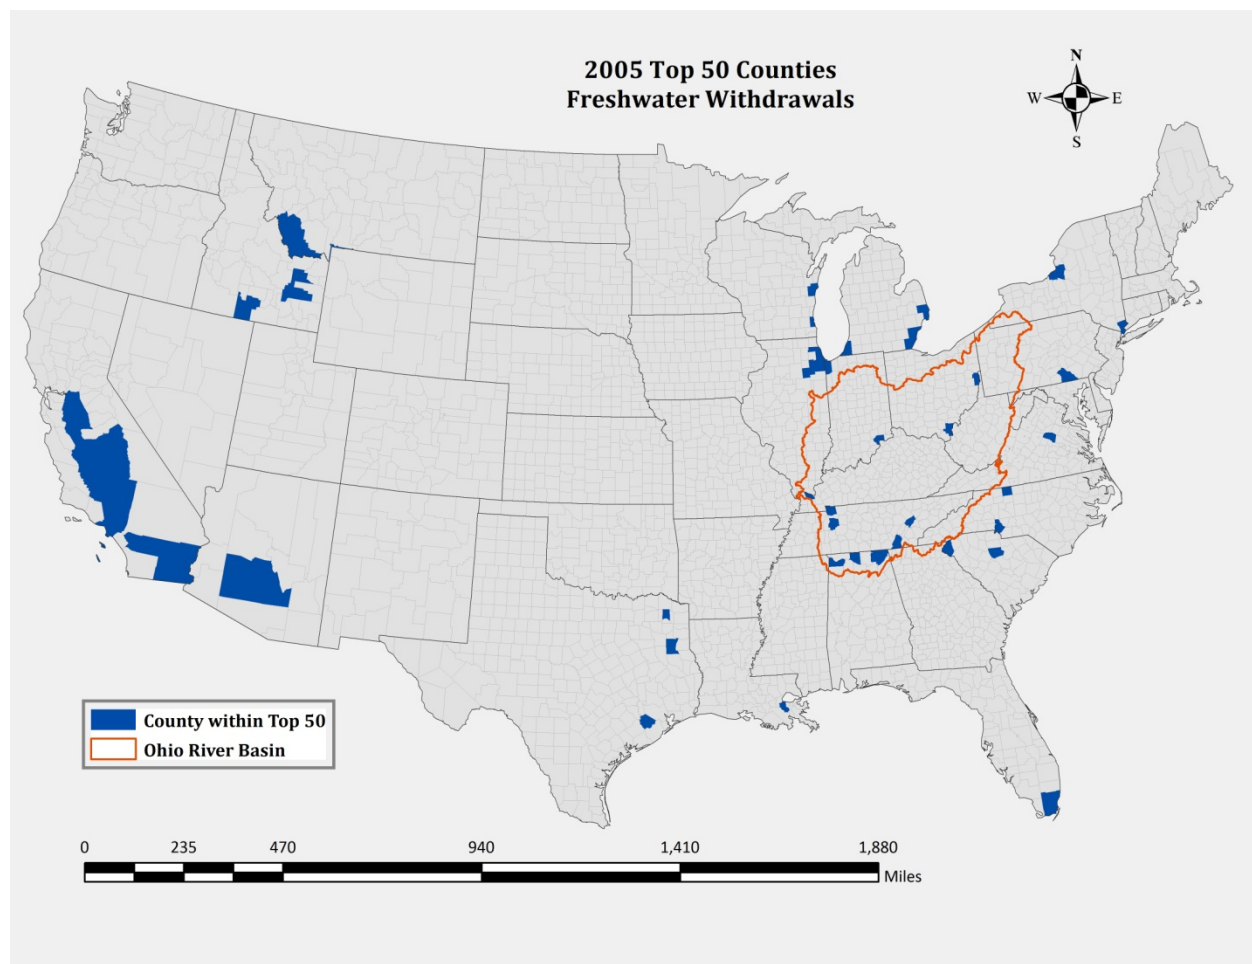 2005 Top 50 Counties
Freshwater Withdrawals
N
W E
S
County within Top 50
Ohio River Basin
0 235 470 940 1,410 1,880
Miles